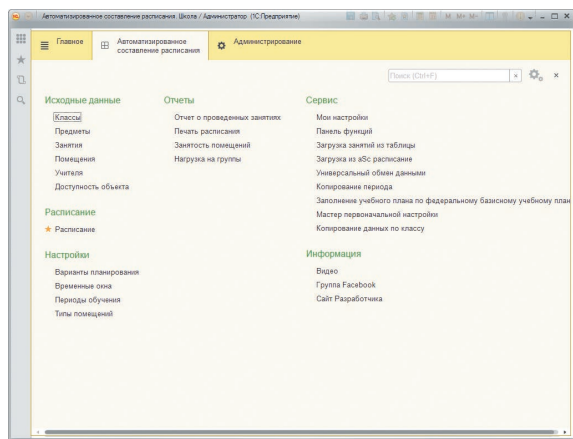 Автоматизированное составление расписания. Школа / Администратор (1С:Предприятие)
M M+ M-
Главное
Автоматизированное
составление расписания
Администрирование
Поиск (Ctrl+F)
Исходные данные
Классы
Предметы
Занятия
Помещения
Учителя
Доступность объекта
Расписание
Расписание
Настройки
Варианты планирования
Временные окна
Периоды обучения
Типы помещений
Отчеты
Отчет о проведенных занятиях
Печать расписания
Занятость помещений
Нагрузка на группы
Сервис
Мои настройки
Панель функций
Загрузка занятий из таблицы
Загрузка из aSc расписание
Универсальный обмен данными
Копирование периода
Заполнение учебного плана по федеральному базисному учебному план
Мастер первоначальной настройки
Копирование данных по классу
Информация
Видео
Группа Facebook
Сайт Разработчика